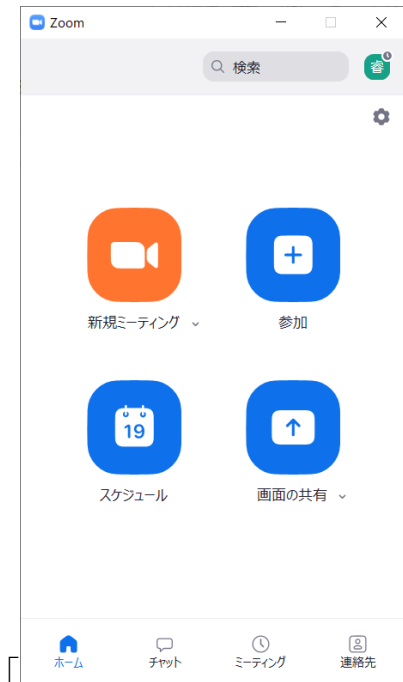 Zoom
検索
睿
新規ミーティング
参加
19
スケジュール
画面の共有
ホーム
チャット
ミーティング
連絡先